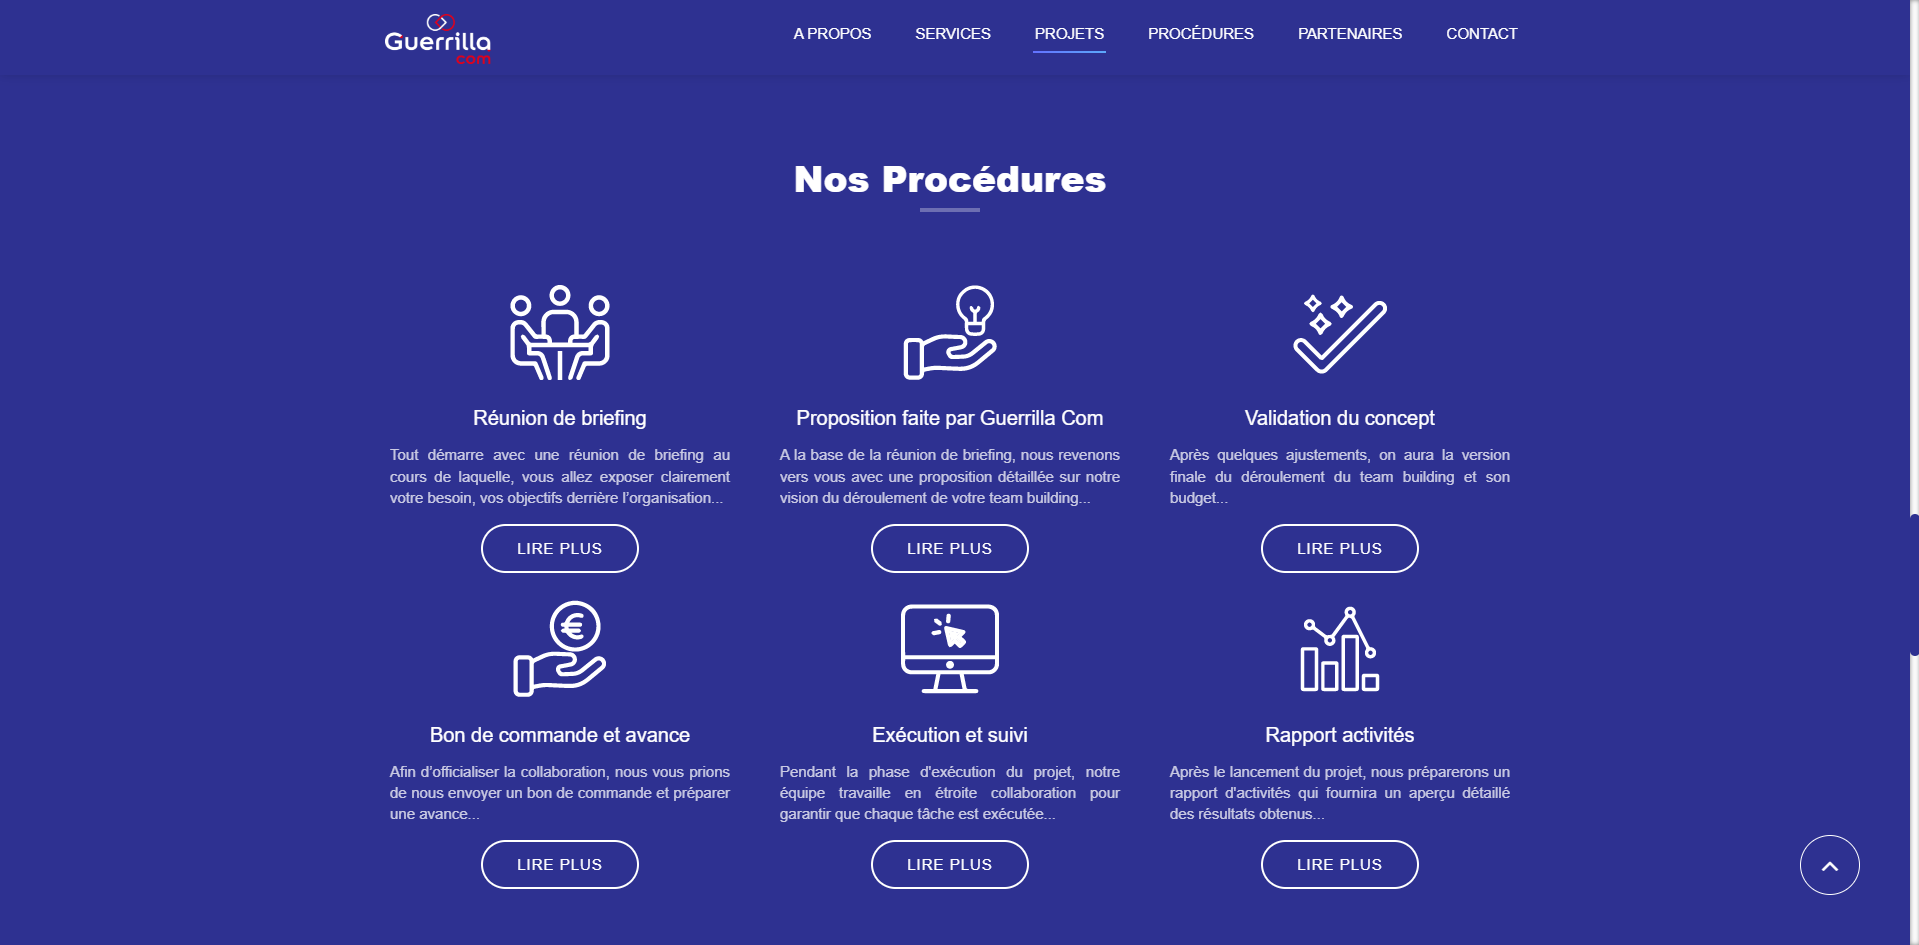 Guerrilla
com
A PROPOS SERVICES PROJETS PROCÉDURES PARTENAIRES CONTACT
Nos Procédures
Réunion de briefing
Tout démarre avec une réunion de briefing au
cours de laquelle, vous allez exposer clairement
votre besoin, vos objectifs derrière l’organisation...
LIRE PLUS
Proposition faite par Guerrilla Com
A la base de la réunion de briefing, nous revenons
vers vous avec une proposition détaillée sur notre
vision du déroulement de votre team building...
LIRE PLUS
Validation du concept
Après quelques ajustements, on aura la version
finale du déroulement du team building et son
budget...
LIRE PLUS
Bon de commande et avance
Afin d’officialiser la collaboration, nous vous prions
de nous envoyer un bon de commande et préparer
une avance...
LIRE PLUS
Exécution et suivi
Pendant la phase d'exécution du projet, notre
équipe travaille en étroite collaboration pour
garantir que chaque tâche est exécutée...
LIRE PLUS
Rapport activités
Après le lancement du projet, nous préparerons un
rapport d'activités qui fournira un aperçu détaillé
des résultats obtenus...
LIRE PLUS